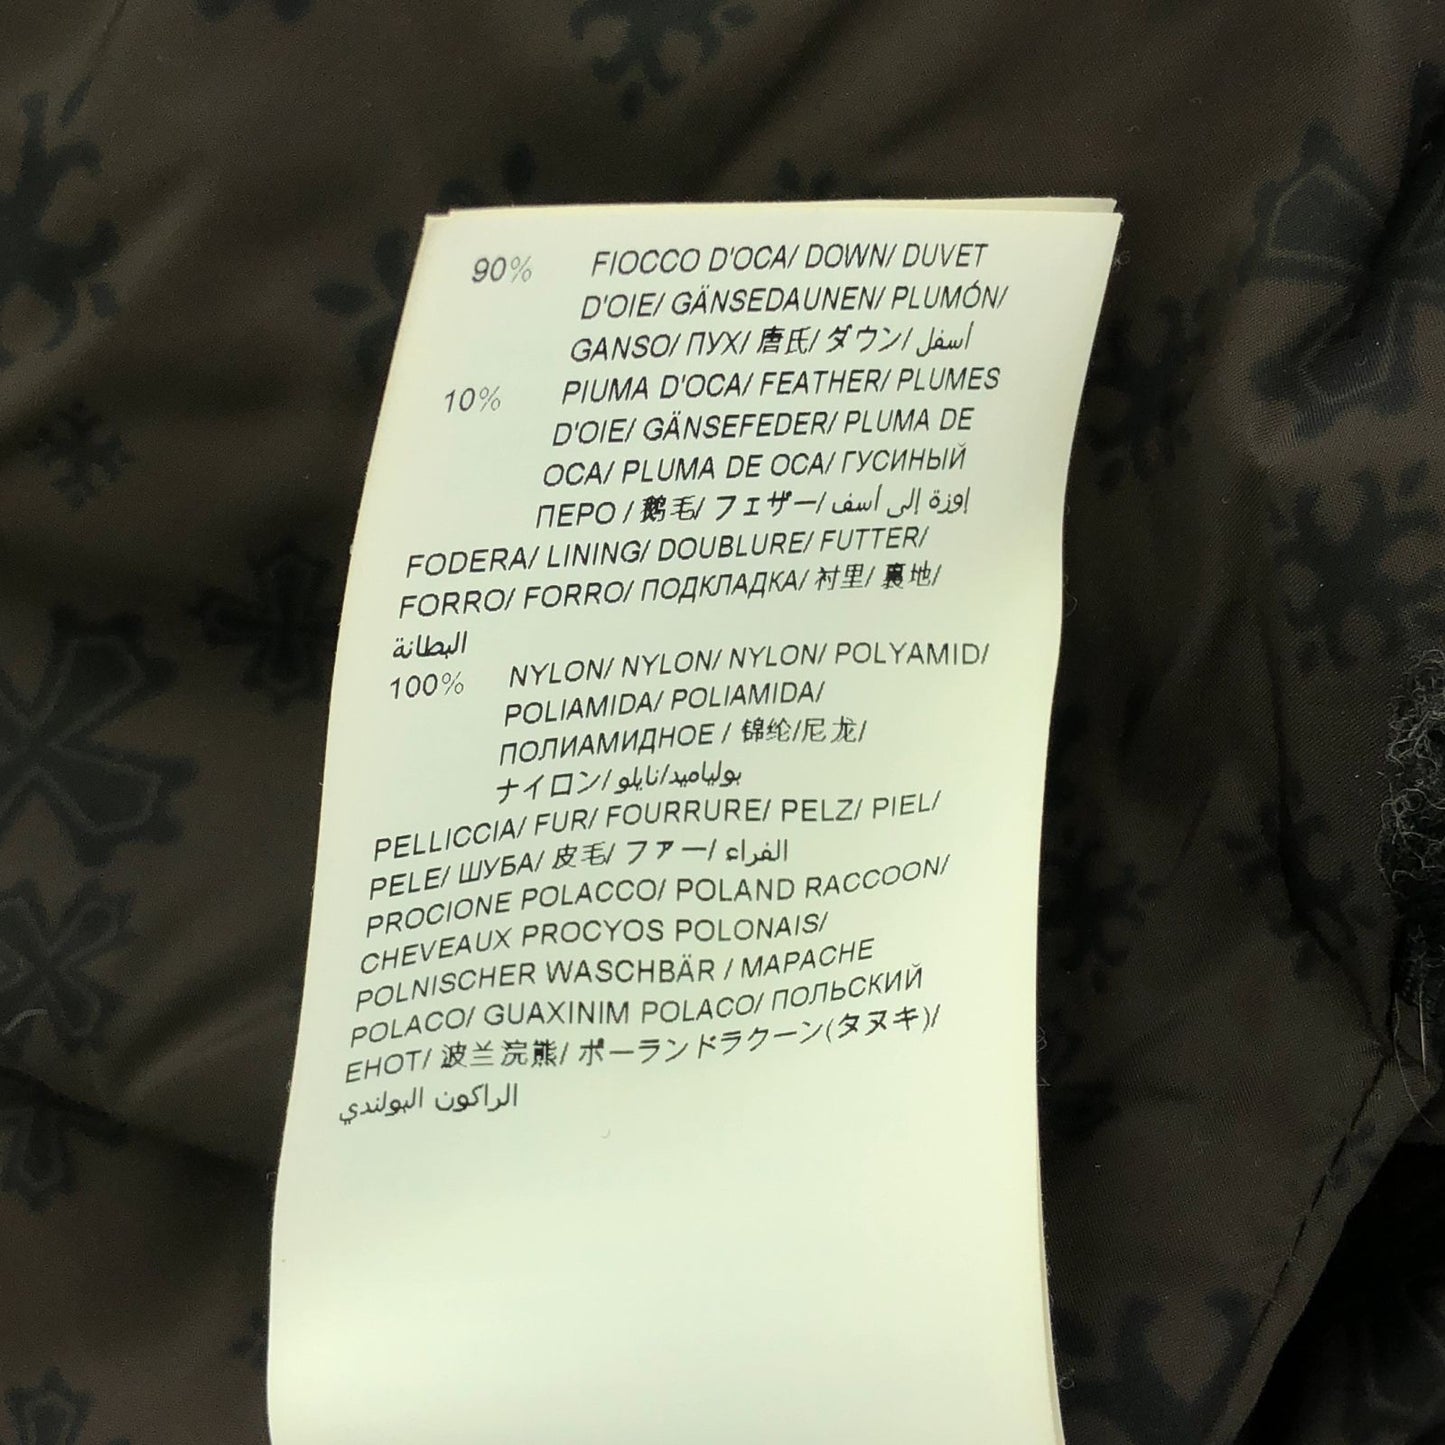 90% FIOCCO D'OCA/ DOWN/ DUVET
D'OIE/ GÄNSEDAUNEN/ PLUMÓN/
GANSO/ ПУХ/ 唐氏/ ダウン/ أسفل
10% PIUMA D'OCA/ FEATHER/ PLUMES
D'OIE/ GÄNSEFEDER/ PLUMA DE
OCA/ PLUMA DE OCA/ ГУСИНЫЙ
ПЕРО / 鹅毛/ フェザー/ إوزة إلى أسف
FODERA/ LINING/ DOUBLURE/ FUTTER/
FORRO/ FORRO/ ПОДКЛАДКА/ 衬里/ 裏地/
البطانة
100% NYLON/ NYLON/ NYLON/ POLYAMID/
POLIAMIDA/ POLIAMIDA/
ПОЛИАМИДНОЕ / 锦纶/尼龙/
ナイロン/ بولياميد/نايلو
PELLICCIA/ FUR/ FOURRURE/ PELZ/ PIEL/
PELE/ ШУБА/ 皮毛/ ファー/ الفراء
PROCIONE POLACCO/ POLAND RACCOON/
CHEVEAUX PROCYOS POLONAIS/
POLNISCHER WASCHBÄR / MAPACHE
POLACO/ GUAXINIM POLACO/ ПОЛЬСКИЙ
ЕНОТ/ 波兰浣熊/ ポーランドラクーン(タヌキ)/
الراكون البولندي